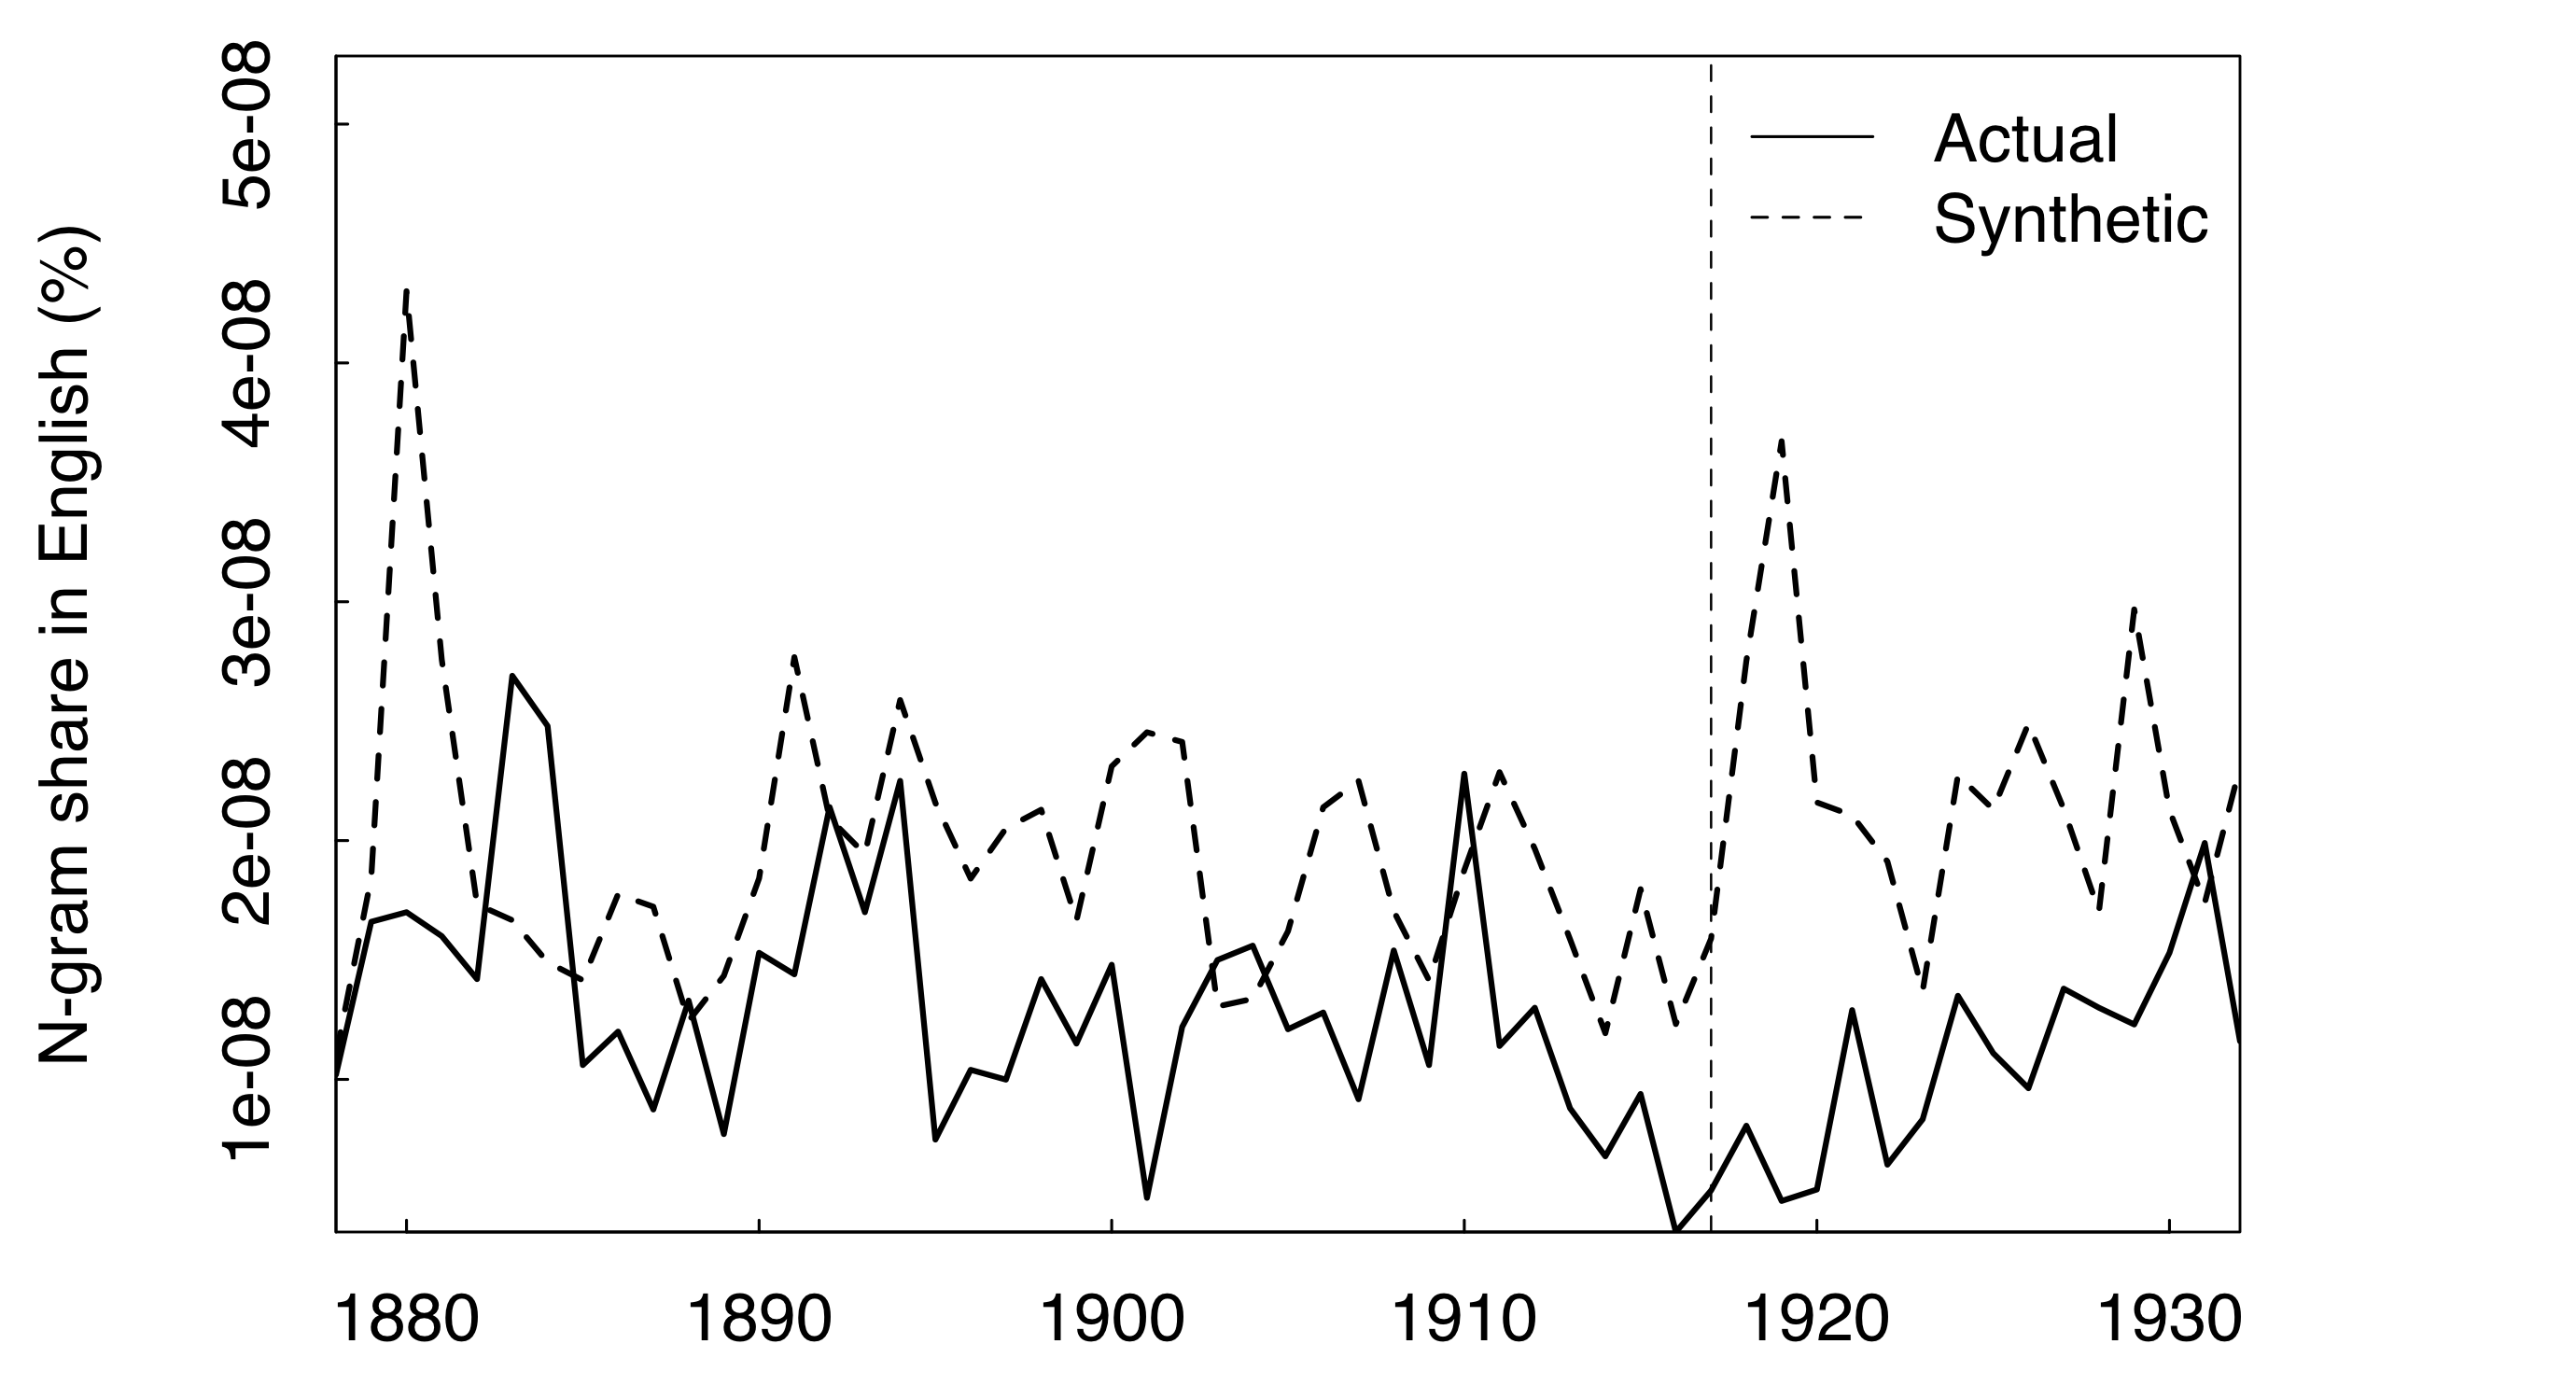 N-gram share in English (%)
5e-08
4e-08
3e-08
2e-08
1e-08
Actual
Synthetic
1880 1890 1900 1910 1920 1930